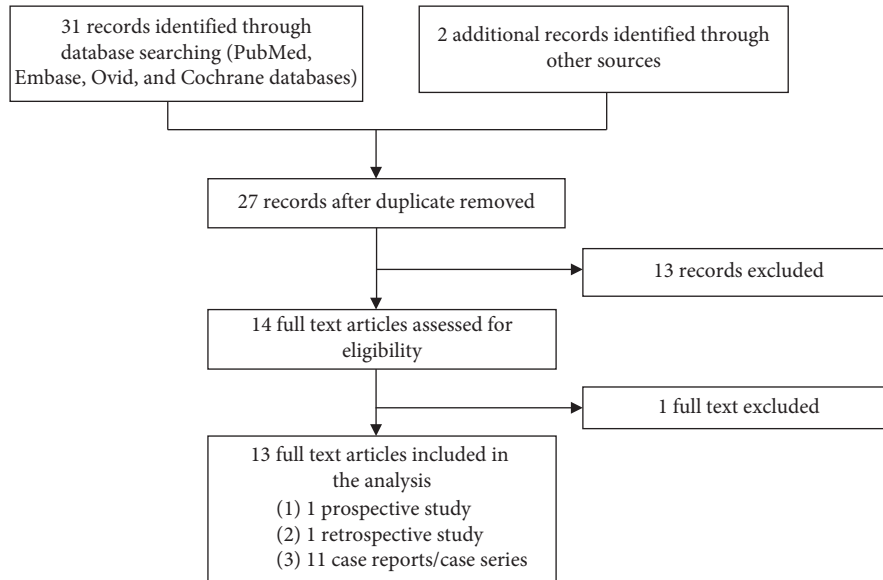 31 records identified through
database searching (PubMed,
Embase, Ovid, and Cochrane databases)
2 additional records identified through
other sources
27 records after duplicate removed
13 records excluded
14 full text articles assessed for
eligibility
1 full text excluded
13 full text articles included in
the analysis
(1) 1 prospective study
(2) 1 retrospective study
(3) 11 case reports/case series